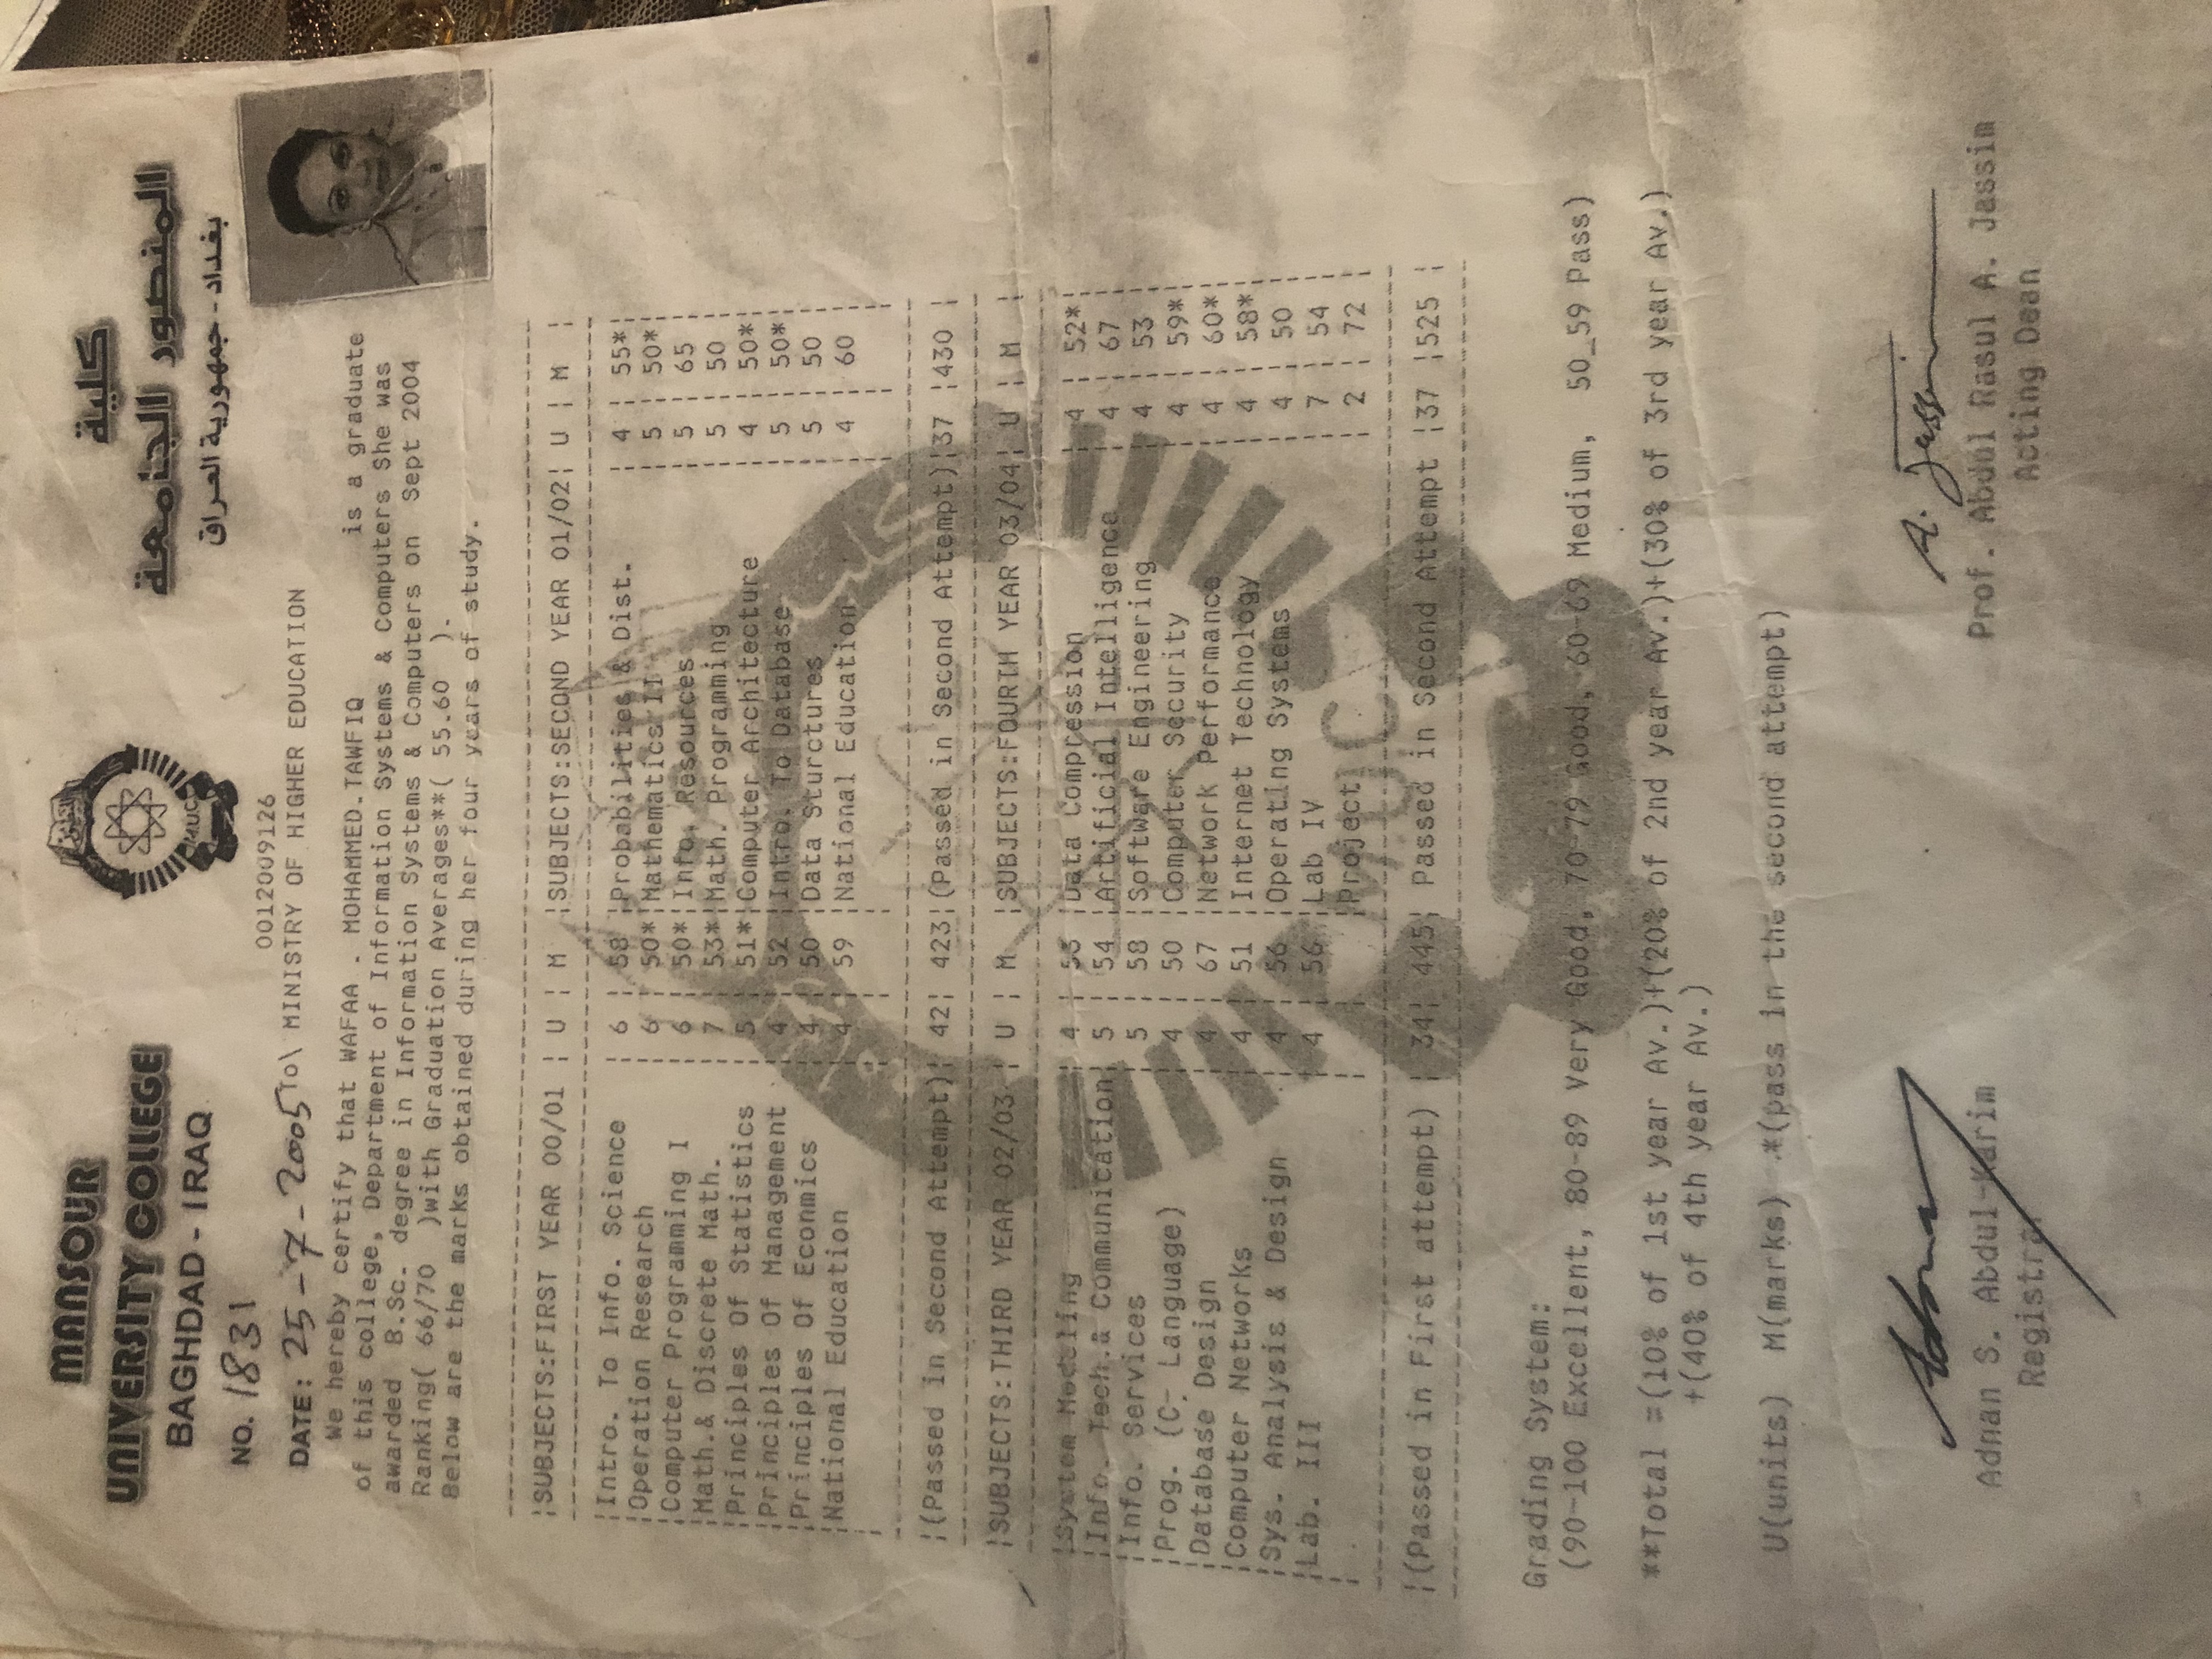 MANSOUR
UNIVERSITY COLLEGE
BAGHDAD - IRAQ
كلية
المنصور الجامعة
بغداد - جمهورية العراق
MUC
NO. 1831
0012009126
DATE: 25-7-2005 To\ MINISTRY OF HIGHER EDUCATION
We hereby certify that WAFAA - MOHAMMED.TAWFIQ is a graduate
of this college, Department of Information Systems & Computers She was
awarded B.Sc. degree in Information Systems & Computers on Sept 2004
Ranking( 66/70 )with Graduation Averages**( 55.60 ).
Below are the marks obtained during her four years of study.
|SUBJECTS:FIRST YEAR 00/01 | U | M |SUBJECTS:SECOND YEAR 01/02| U | M |
|Intro. To Info. Science | 6 | 58 |Probabilities & Dist. | 4 | 55*
|Operation Research 6 50*|Mathematics II 5 50*
|Computer Programming I 6 50*|Info. Resources 5 65
|Math.& Discrete Math. 7 53*|Math. Programming 5 50
|Principles Of Statistics 5 51*|Computer Architecture 4 50*
|Principles Of Management 4 52 |Intro. To Database 5 50*
|Principles Of Econmics 4 50 |Data Sturctures 5 50
|National Education 4 59 |National Education 4 60
|(Passed in Second Attempt)| 42| 423|(Passed in Second Attempt)|37 |430 |
|SUBJECTS:THIRD YEAR 02/03 | U | M |SUBJECTS:FOURTH YEAR 03/04| U | M |
|System Modeling 4 |Data Compression 4 52*
|Info. Tech.& Communication| 5 54 |Artificial Intelligence 4 67
|Info. Services 5 58 |Software Engineering 4 53
|Prog. (C- Language) 4 50 |Computer Security 4 59*
|Database Design 4 67 |Network Performance 4 60*
|Computer Networks 4 51 |Internet Technology 4 58*
|Sys. Analysis & Design 4 56 |Operating Systems 4 50
|Lab. III 4 56 |Lab IV 7 54
|Project 2 72
|(Passed in First attempt) | 34| 445| Passed in Second Attempt |37 |525 |
Grading System:
(90-100 Excellent, 80-89 Very Good, 70-79 Good, 60-69 Medium, 50_59 Pass)
**Total =(10% of 1st year Av.)+(20% of 2nd year Av.)+(30% of 3rd year Av.)
+(40% of 4th year Av.)
U(units) M(marks) *(pass in the second attempt)
A. Jassim
Adnan S. Abdul-Karim
Registrar
Prof. Abdul Rasul A. Jassim
Acting Dean